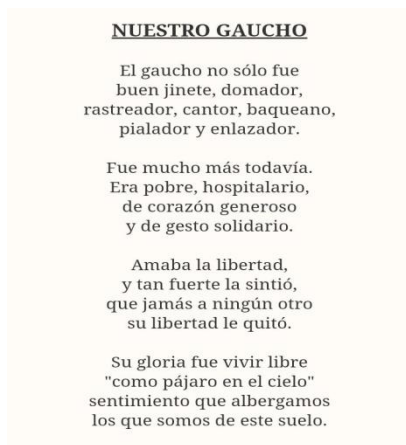 NUESTRO GAUCHO
El gaucho no sólo fue
buen jinete, domador,
rastreador, cantor, baqueano,
pialador y enlazador.
Fue mucho más todavía.
Era pobre, hospitalario,
de corazón generoso
y de gesto solidario.
Amaba la libertad,
y tan fuerte la sintió,
que jamás a ningún otro
su libertad le quitó.
Su gloria fue vivir libre
"como pájaro en el cielo"
sentimiento que albergamos
los que somos de este suelo.